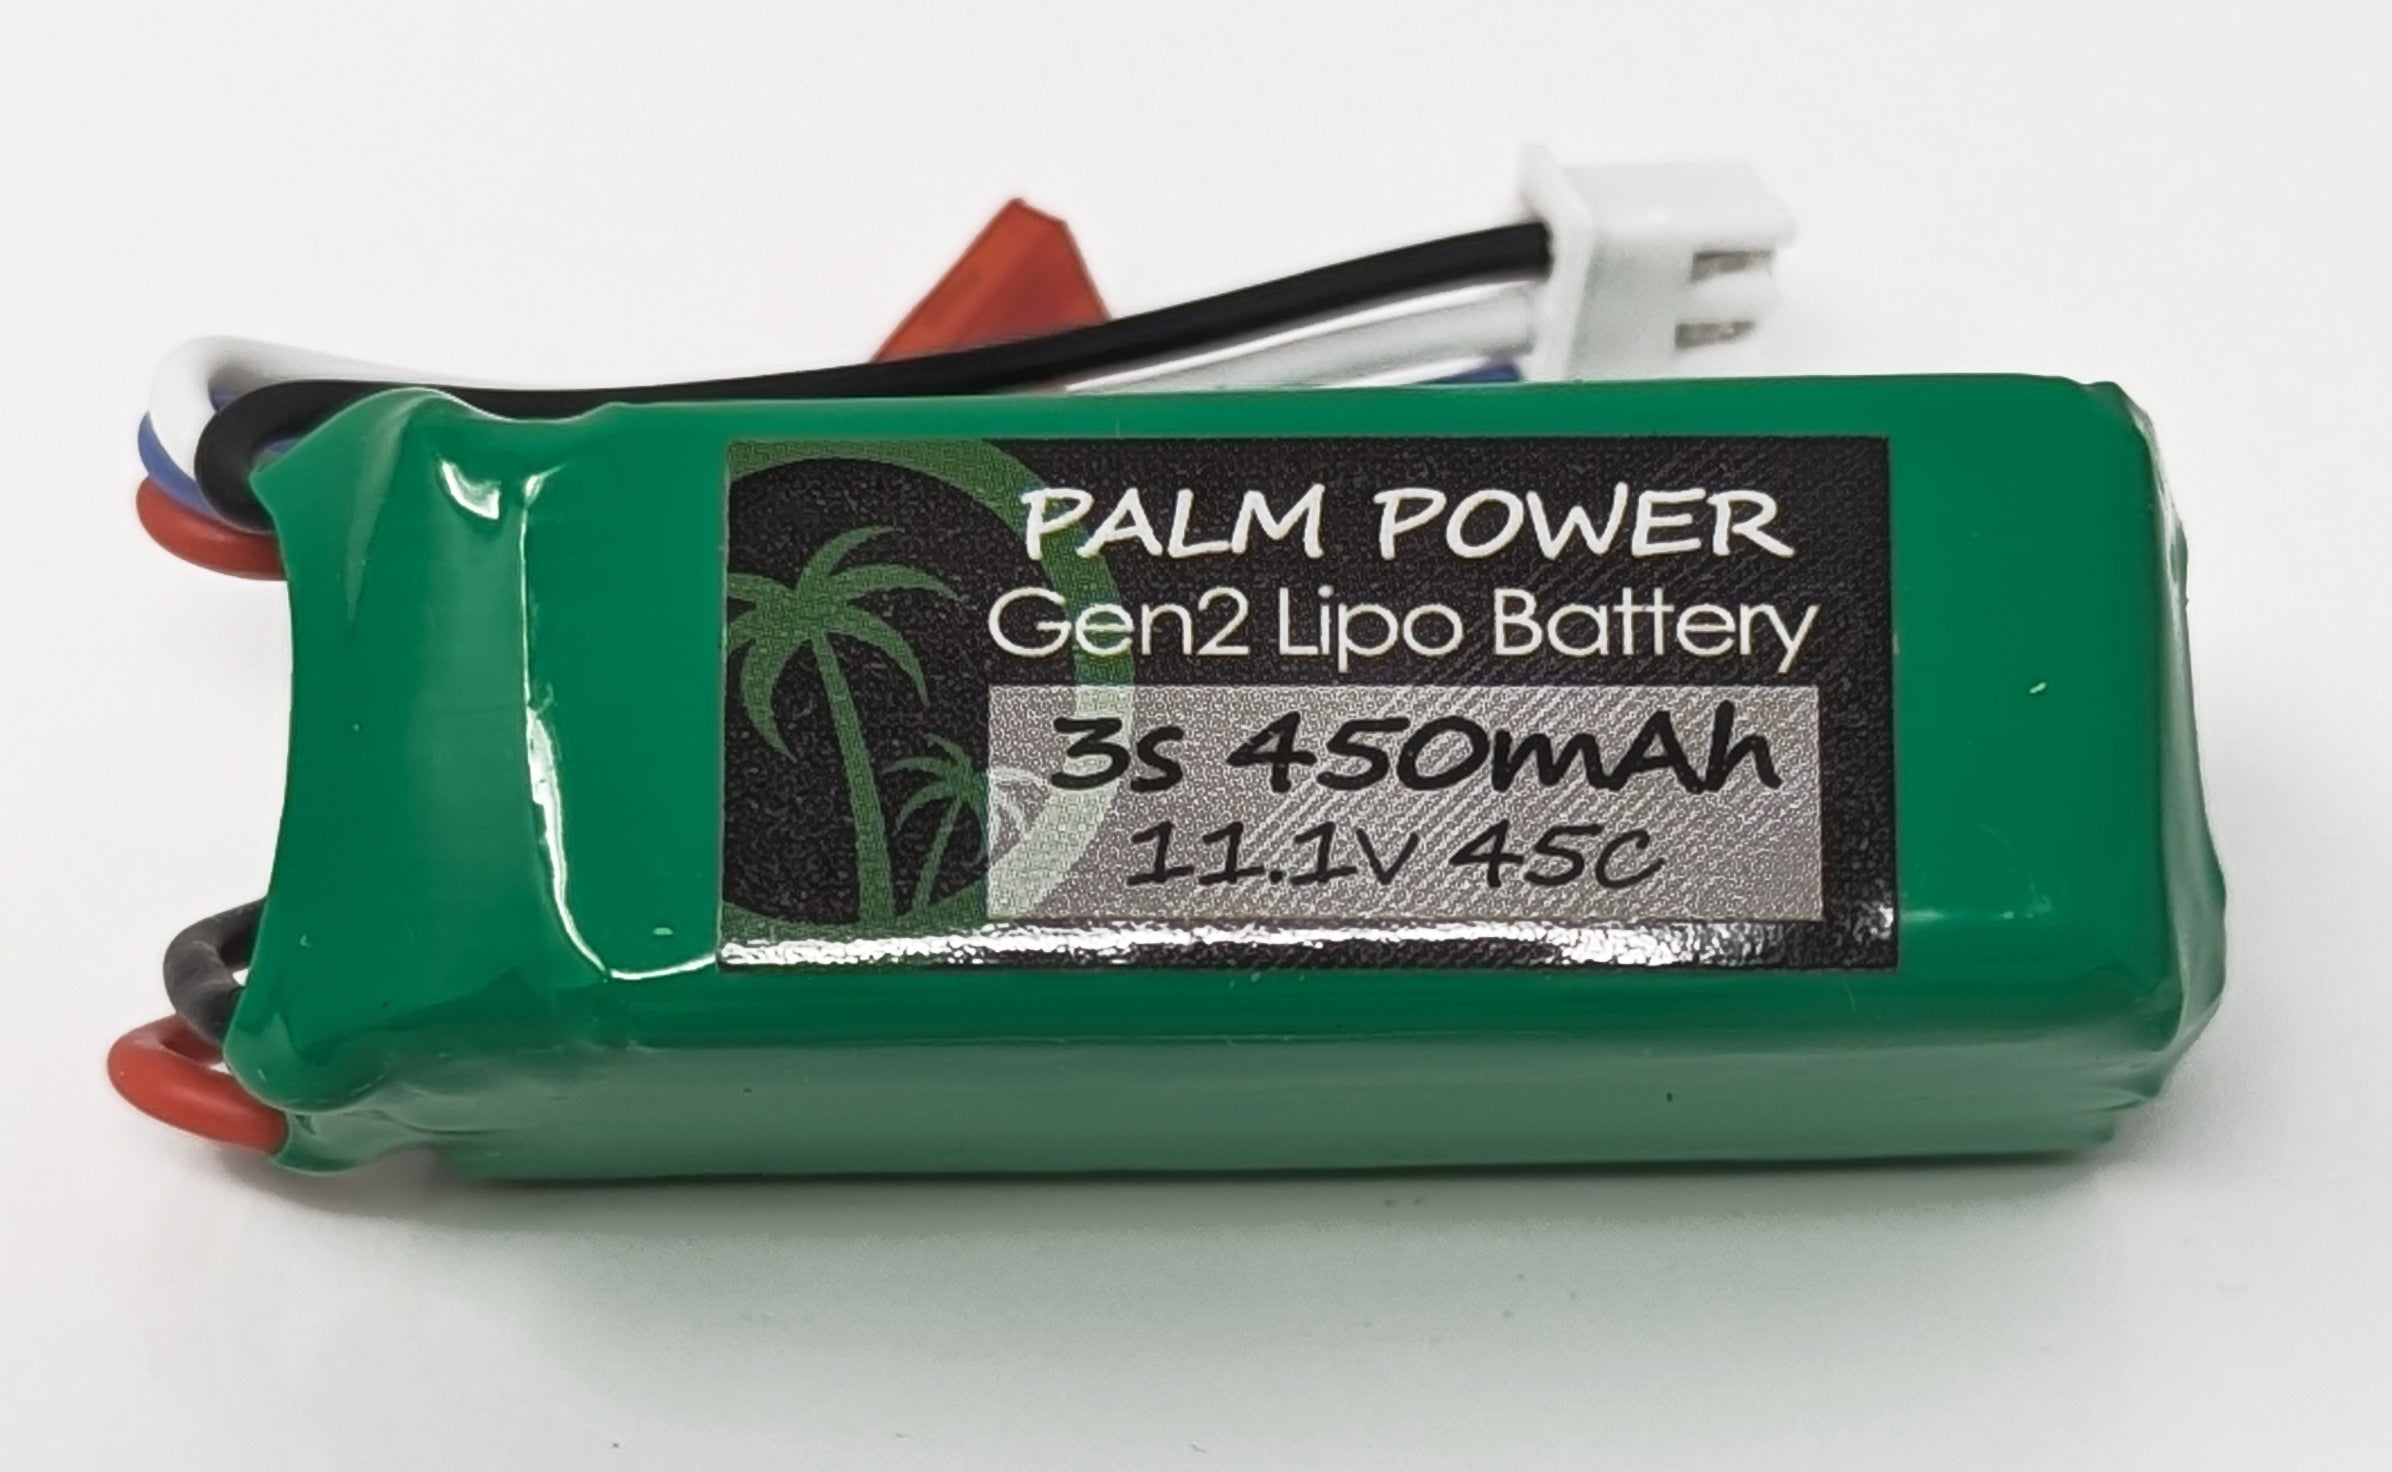 PALM POWER
Gen2 Lipo Battery
3s 450mAh
11.1V 45C